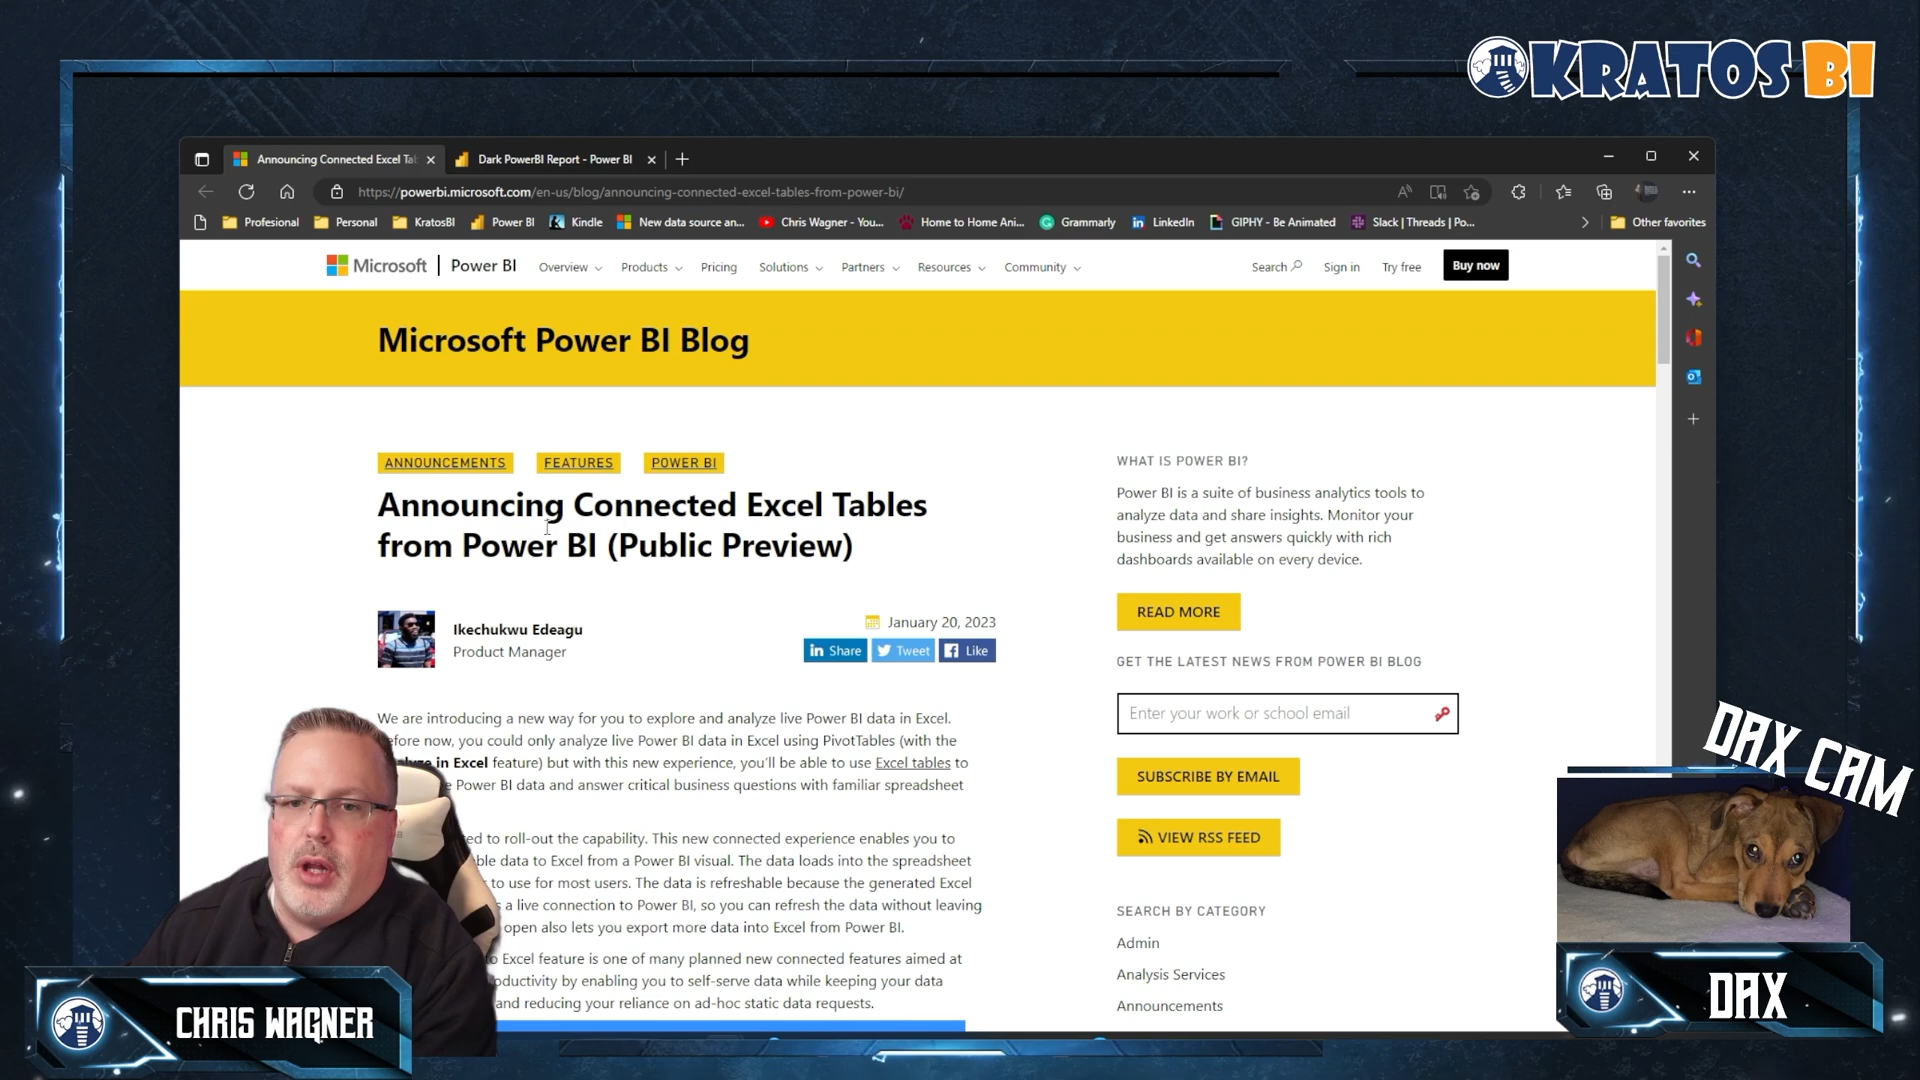 KRATOS BI
Announcing Connected Excel Ta
Dark PowerBI Report - Power BI
https://powerbi.microsoft.com/en-us/blog/announcing-connected-excel-tables-from-power-bi/
Profesional
Personal
KratosBI
Power BI
Kindle
New data source an...
Chris Wagner - You...
Home to Home Ani...
Grammarly
LinkedIn
GIPHY - Be Animated
Slack | Threads | Po...
Other favorites
Microsoft | Power BI
Overview
Products
Pricing
Solutions
Partners
Resources
Community
Search
Sign in
Try free
Buy now
Microsoft Power BI Blog
ANNOUNCEMENTS
FEATURES
POWER BI
Announcing Connected Excel Tables
from Power BI (Public Preview)
Ikechukwu Edeagu
Product Manager
January 20, 2023
in Share
Tweet
Like
We are introducing a new way for you to explore and analyze live Power BI data in Excel.
efore now, you could only analyze live Power BI data in Excel using PivotTables (with the
in Excel feature) but with this new experience, you'll be able to use Excel tables to
Power BI data and answer critical business questions with familiar spreadsheet
ed to roll-out the capability. This new connected experience enables you to
ble data to Excel from a Power BI visual. The data loads into the spreadsheet
to use for most users. The data is refreshable because the generated Excel
s a live connection to Power BI, so you can refresh the data without leaving
open also lets you export more data into Excel from Power BI.
o Excel feature is one of many planned new connected features aimed at
oductivity by enabling you to self-serve data while keeping your data
and reducing your reliance on ad-hoc static data requests.
WHAT IS POWER BI?
Power BI is a suite of business analytics tools to
analyze data and share insights. Monitor your
business and get answers quickly with rich
dashboards available on every device.
READ MORE
GET THE LATEST NEWS FROM POWER BI BLOG
Enter your work or school email
SUBSCRIBE BY EMAIL
VIEW RSS FEED
SEARCH BY CATEGORY
Admin
Analysis Services
Announcements
DAX CAM
CHRIS WAGNER
DAX